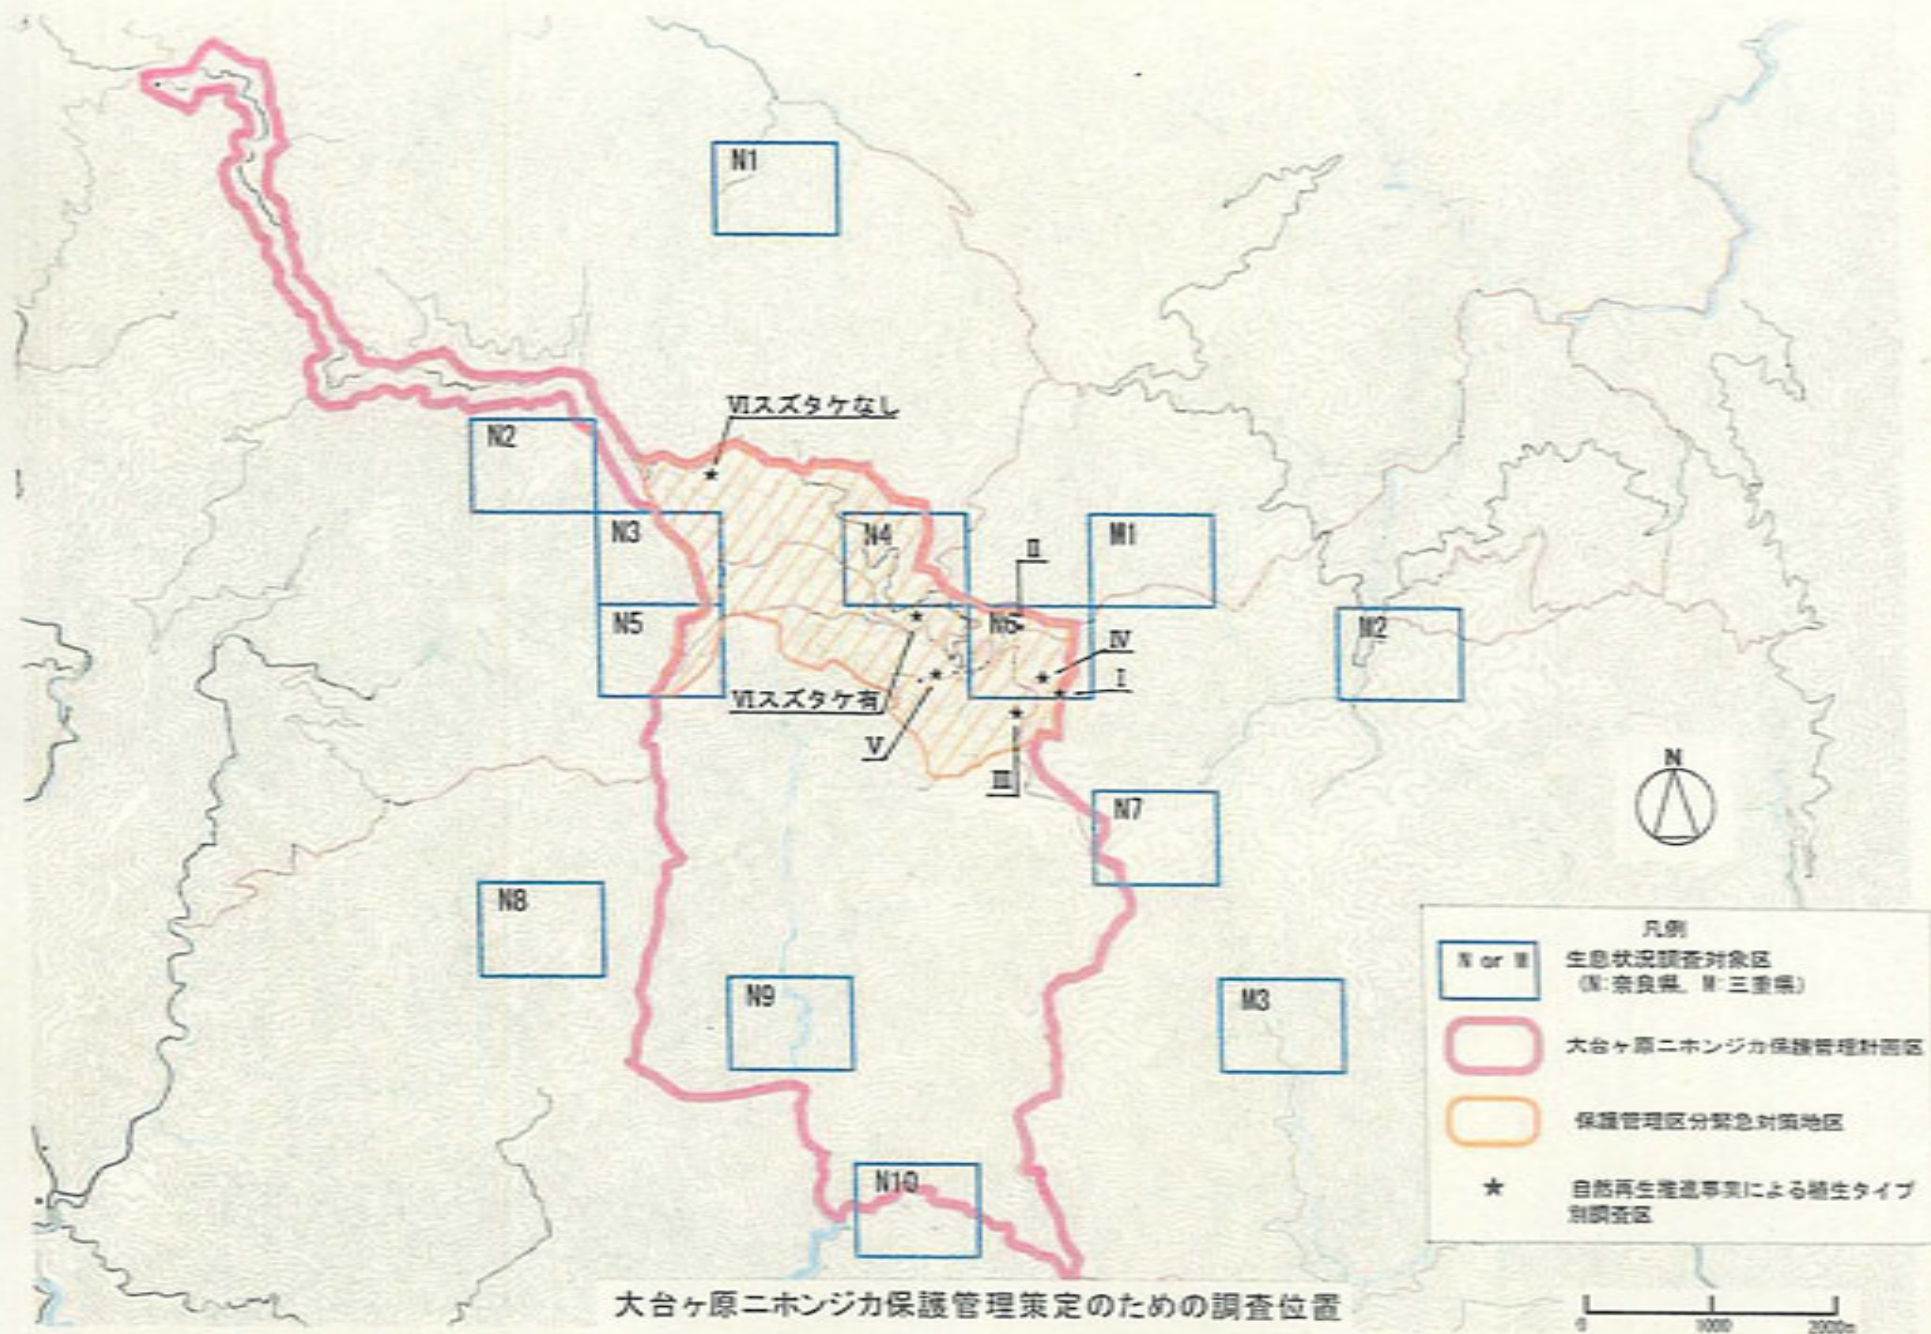 N1
VIスズタケなし
N2
N3
N4
II
M1
N5
N6
M2
IV
I
VIスズタケ有
V
III
N
N7
N8
N9
M3
N10
凡例
N or M
生息状況調査対象区
(N:奈良県、M:三重県)
大台ヶ原ニホンジカ保護管理計画区
保護管理区分緊急対策地区
★
自然再生推進事業による植生タイプ
別調査区
大台ヶ原ニホンジカ保護管理策定のための調査位置
0 1000 2000m